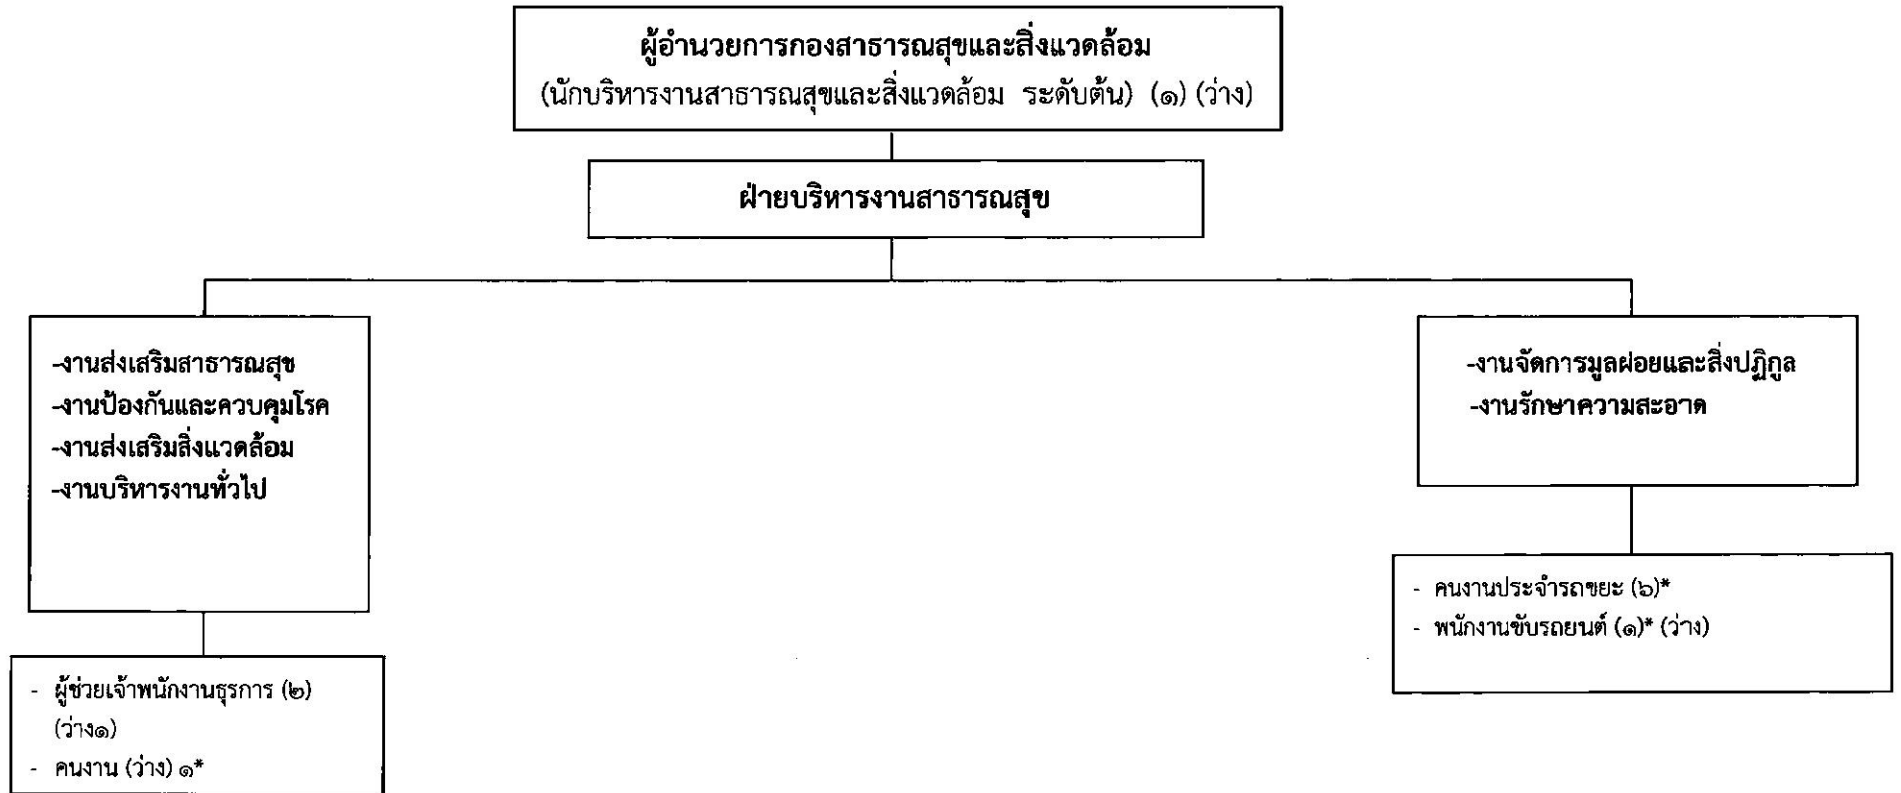 ผู้อำนวยการกองสาธารณสุขและสิ่งแวดล้อม
(นักบริหารงานสาธารณสุขและสิ่งแวดล้อม ระดับต้น) (๑) (ว่าง)
ฝ่ายบริหารงานสาธารณสุข
-งานส่งเสริมสาธารณสุข
-งานป้องกันและควบคุมโรค
-งานส่งเสริมสิ่งแวดล้อม
-งานบริหารงานทั่วไป
- ผู้ช่วยเจ้าพนักงานธุรการ (๒)
(ว่าง๑)
- คนงาน (ว่าง) ๑*
-งานจัดการมูลฝอยและสิ่งปฏิกูล
-งานรักษาความสะอาด
- คนงานประจำรถขยะ (๖)*
- พนักงานขับรถยนต์ (๑)* (ว่าง)